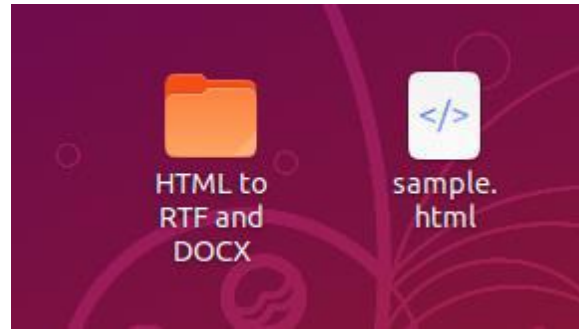 HTML to
RTF and
DOCX
</>
sample.
html